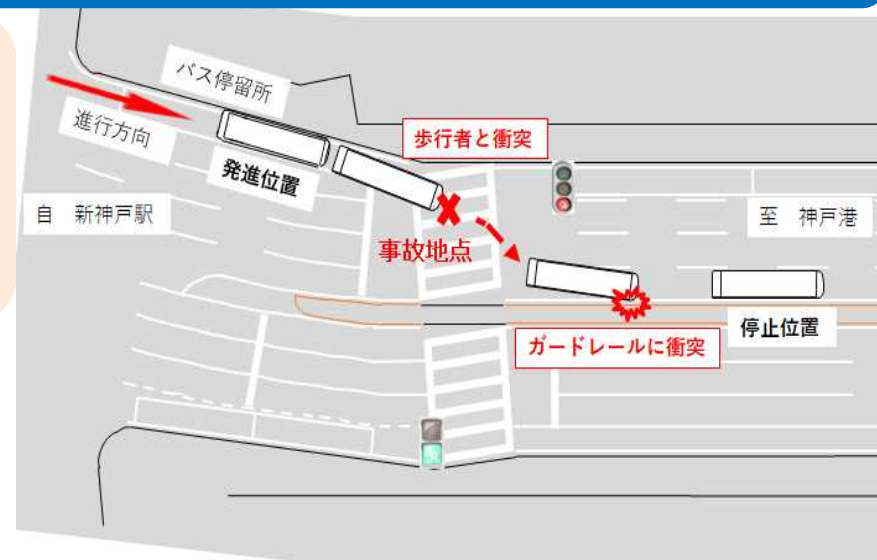 バス停留所
進行方向
歩行者と衝突
発進位置
自 新神戸駅
至 神戸港
事故地点
停止位置
ガードレールに衝突